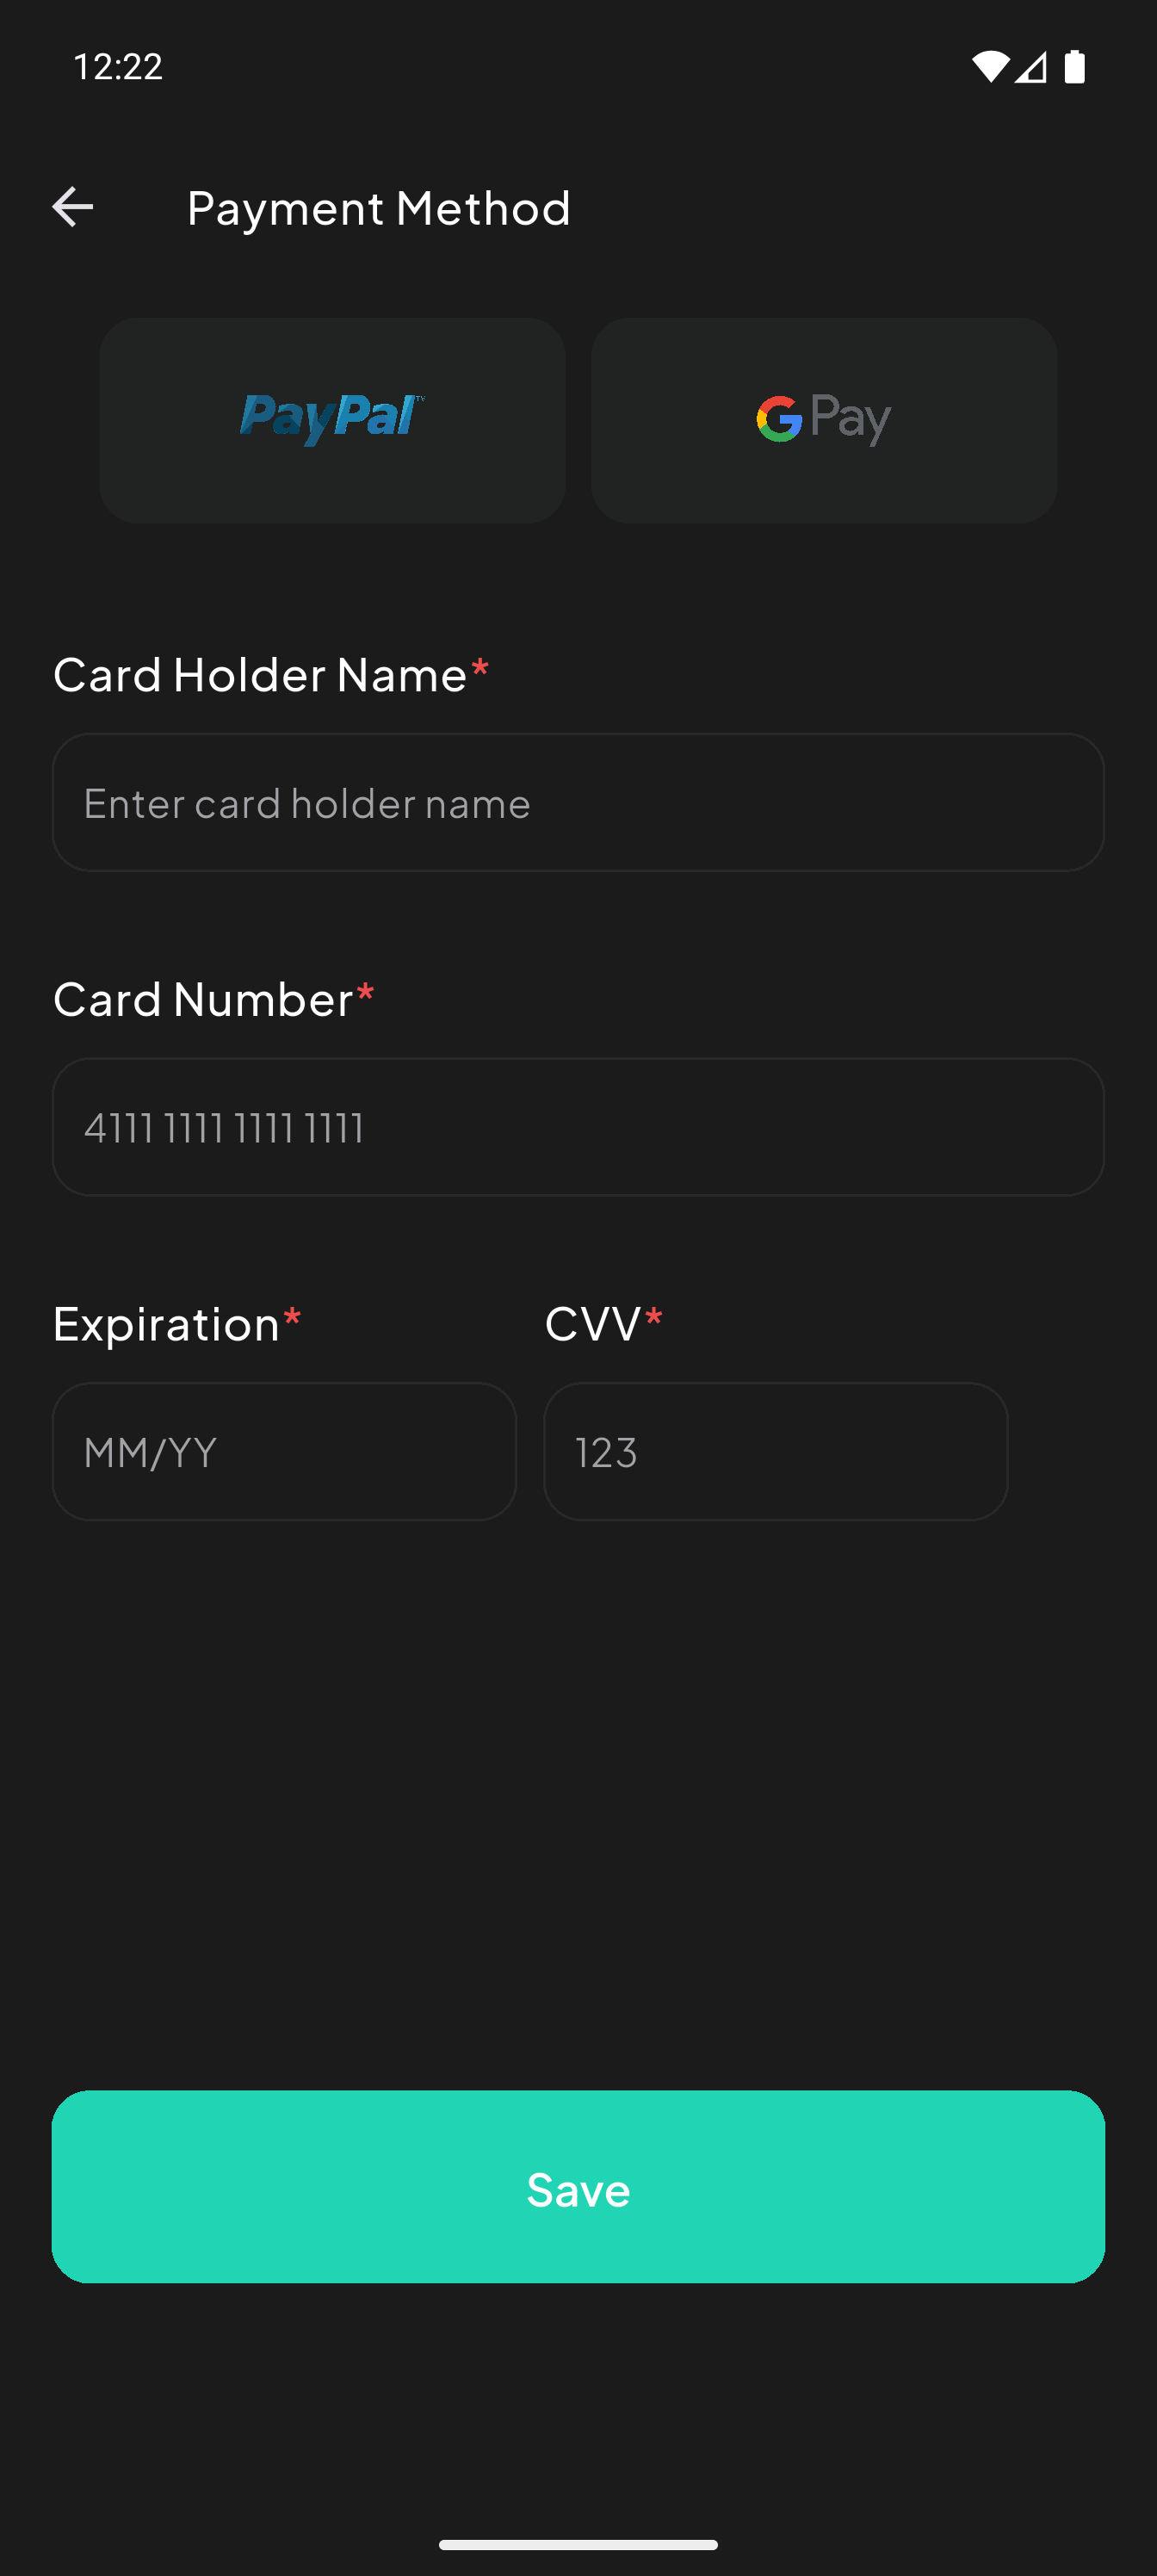 12:22
Payment Method
PayPal™
G Pay
Card Holder Name*
Enter card holder name
Card Number*
4111 1111 1111 1111
Expiration*
CVV*
MM/YY
123
Save